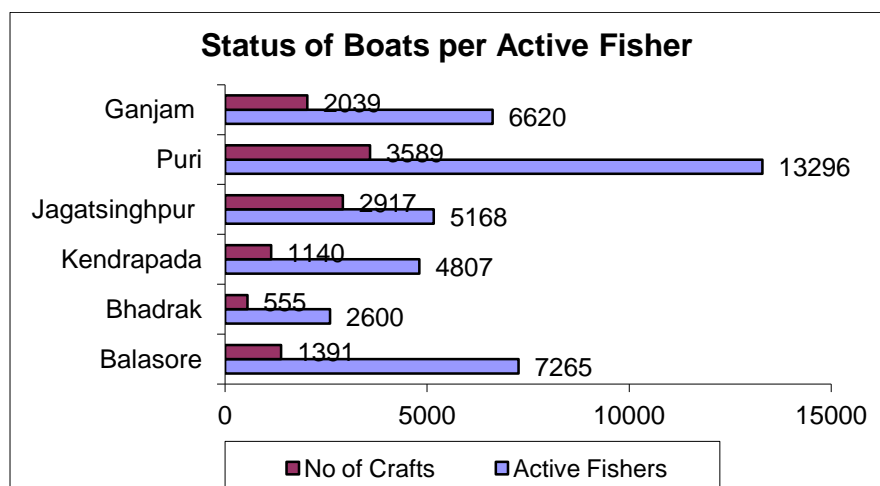 Status of Boats per Active Fisher
Ganjam
2039
6620
Puri
3589
13296
Jagatsinghpur
2917
5168
Kendrapada
1140
4807
Bhadrak
555
2600
Balasore
1391
7265
0 5000 10000 15000
No of Crafts Active Fishers